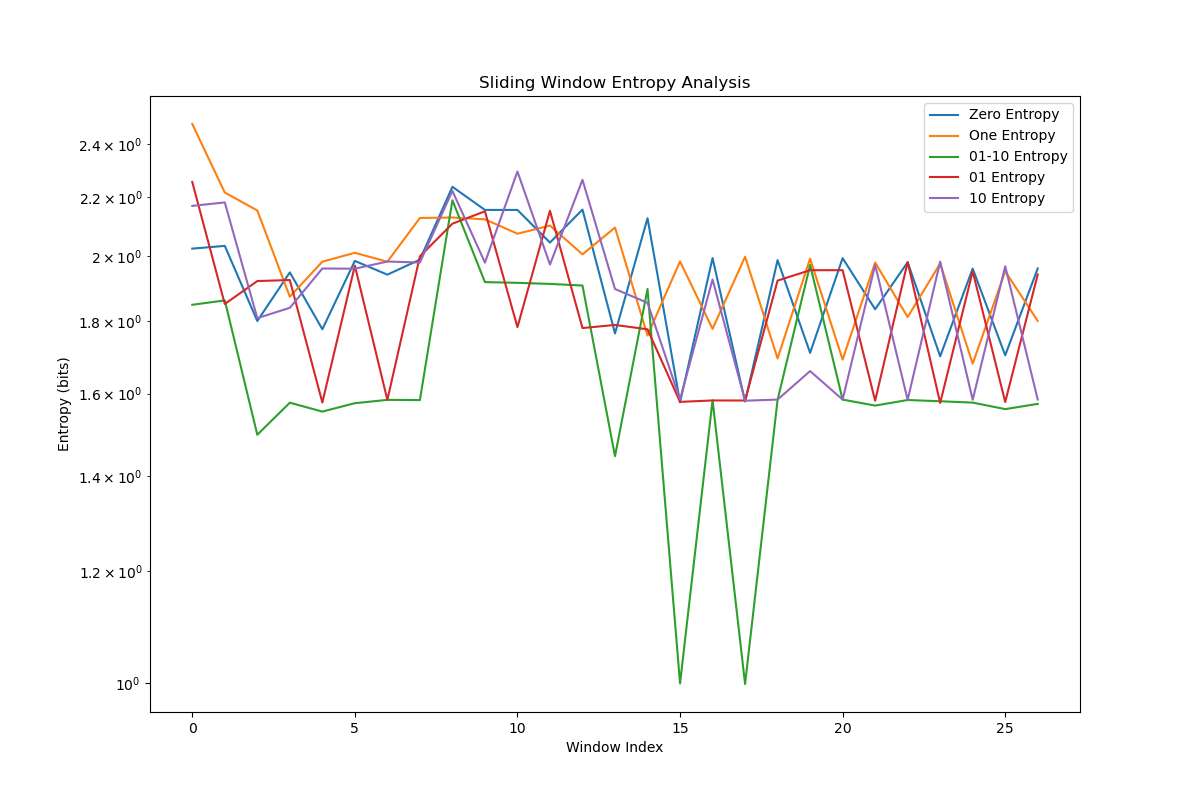 Sliding Window Entropy Analysis
Zero Entropy
One Entropy
01-10 Entropy
01 Entropy
10 Entropy
Entropy (bits)
2.4 × 10⁰
2.2 × 10⁰
2 × 10⁰
1.8 × 10⁰
1.6 × 10⁰
1.4 × 10⁰
1.2 × 10⁰
10⁰
0 5 10 15 20 25
Window Index